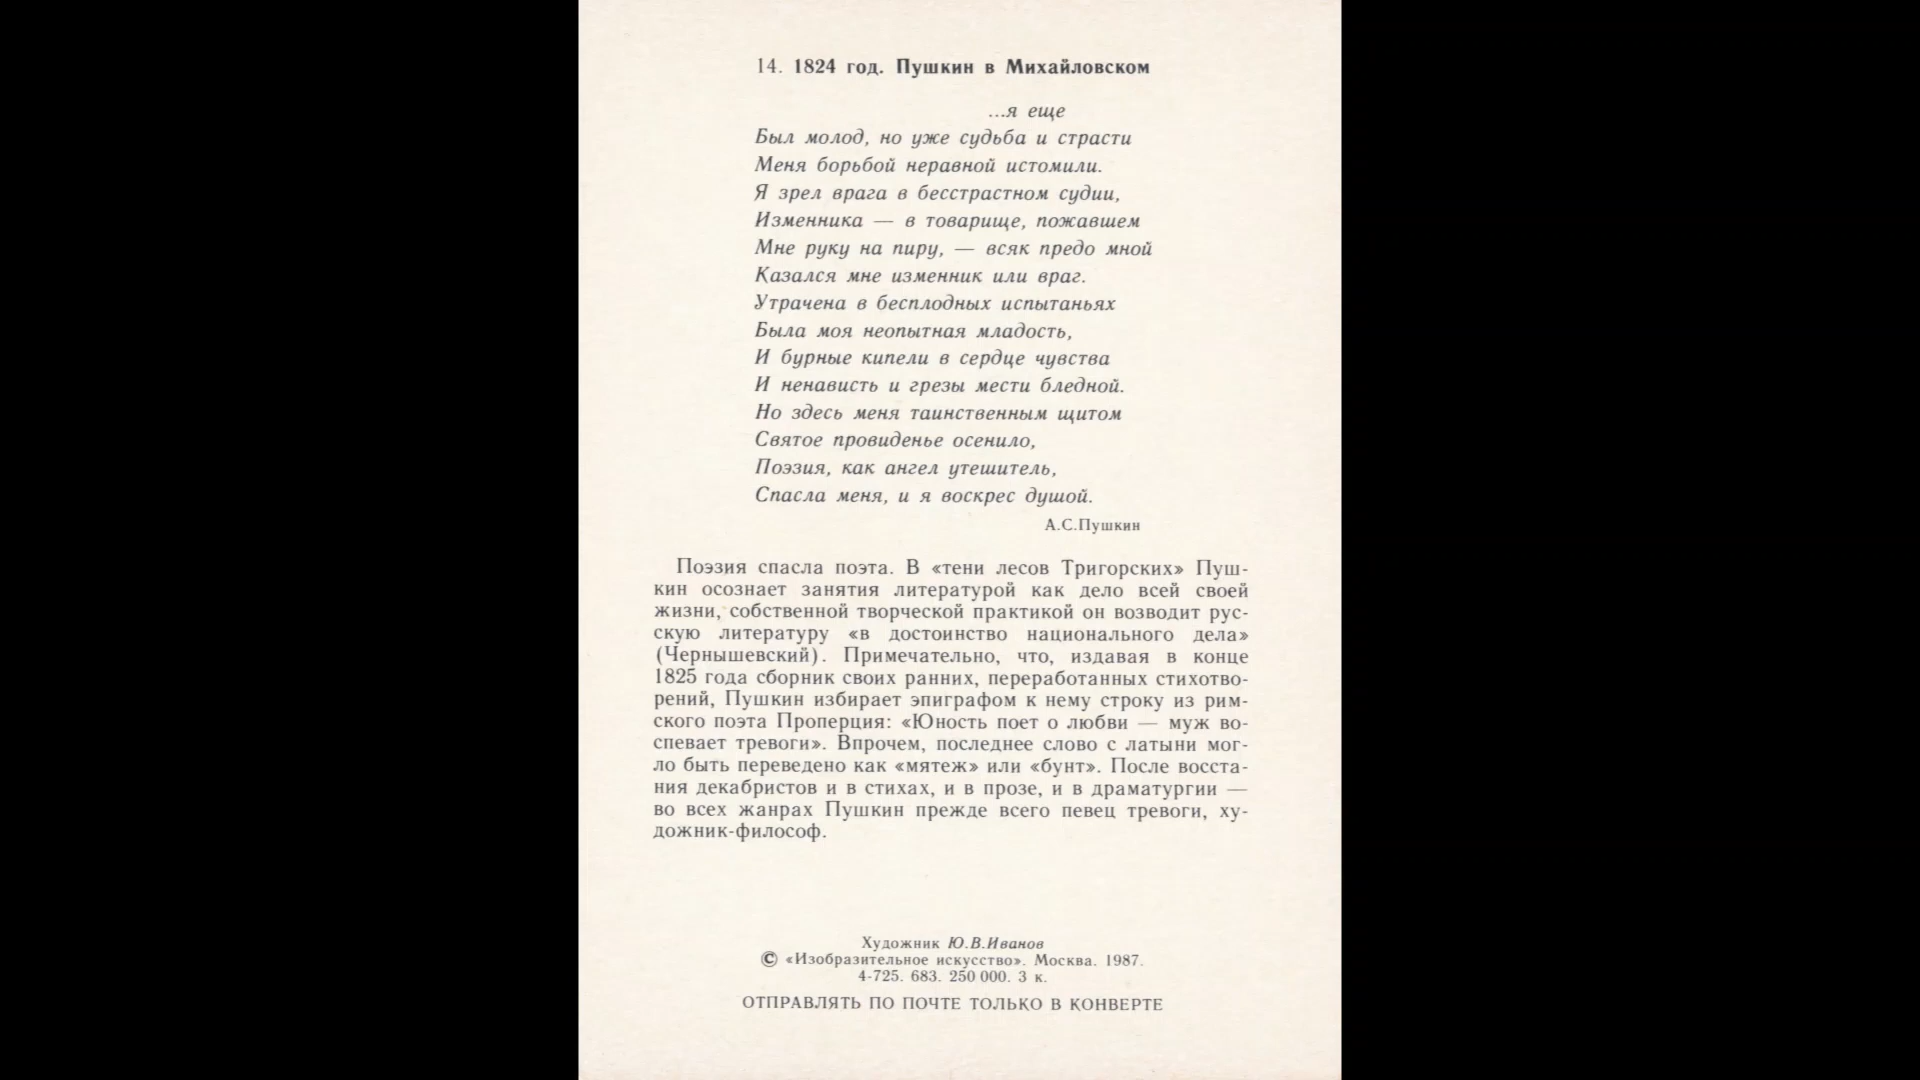 14. 1824 год. Пушкин в Михайловском
...я еще
Был молод, но уже судьба и страсти
Меня борьбой неравной истомили.
Я зрел врага в бесстрастном судии,
Изменника — в товарище, пожавшем
Мне руку на пиру, — всяк предо мной
Казался мне изменник или враг.
Утрачена в бесплодных испытаньях
Была моя неопытная младость,
И бурные кипели в сердце чувства
И ненависть и грезы мести бледной.
Но здесь меня таинственным щитом
Святое провиденье осенило,
Поэзия, как ангел утешитель,
Спасла меня, и я воскрес душой.
А.С.Пушкин
Поэзия спасла поэта. В «тени лесов Тригорских» Пуш-
кин осознает занятия литературой как дело всей своей
жизни, собственной творческой практикой он возводит рус-
скую литературу «в достоинство национального дела»
(Чернышевский). Примечательно, что, издавая в конце
1825 года сборник своих ранних, переработанных стихотво-
рений, Пушкин избирает эпиграфом к нему строку из рим-
ского поэта Проперция: «Юность поет о любви — муж во-
спевает тревоги». Впрочем, последнее слово с латыни мог-
ло быть переведено как «мятеж» или «бунт». После восста-
ния декабристов и в стихах, и в прозе, и в драматургии —
во всех жанрах Пушкин прежде всего певец тревоги, ху-
дожник-философ.
Художник Ю.В.Иванов
© «Изобразительное искусство». Москва. 1987.
4-725. 683. 250 000. 3 к.
ОТПРАВЛЯТЬ ПО ПОЧТЕ ТОЛЬКО В КОНВЕРТЕ